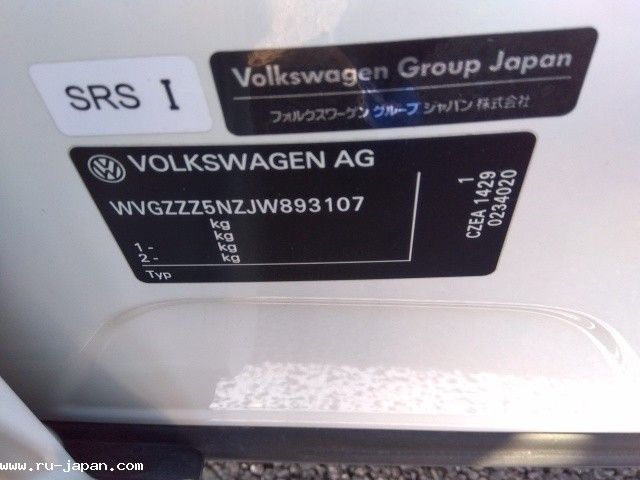 SRS I
Volkswagen Group Japan
フォルクスワーゲン グループ ジャパン 株式会社
VOLKSWAGEN AG
WVGZZZ5NZJW893107
kg
kg
1 - kg
2 - kg
Typ
1
CZEA 1429
0234020
www.ru-japan.com